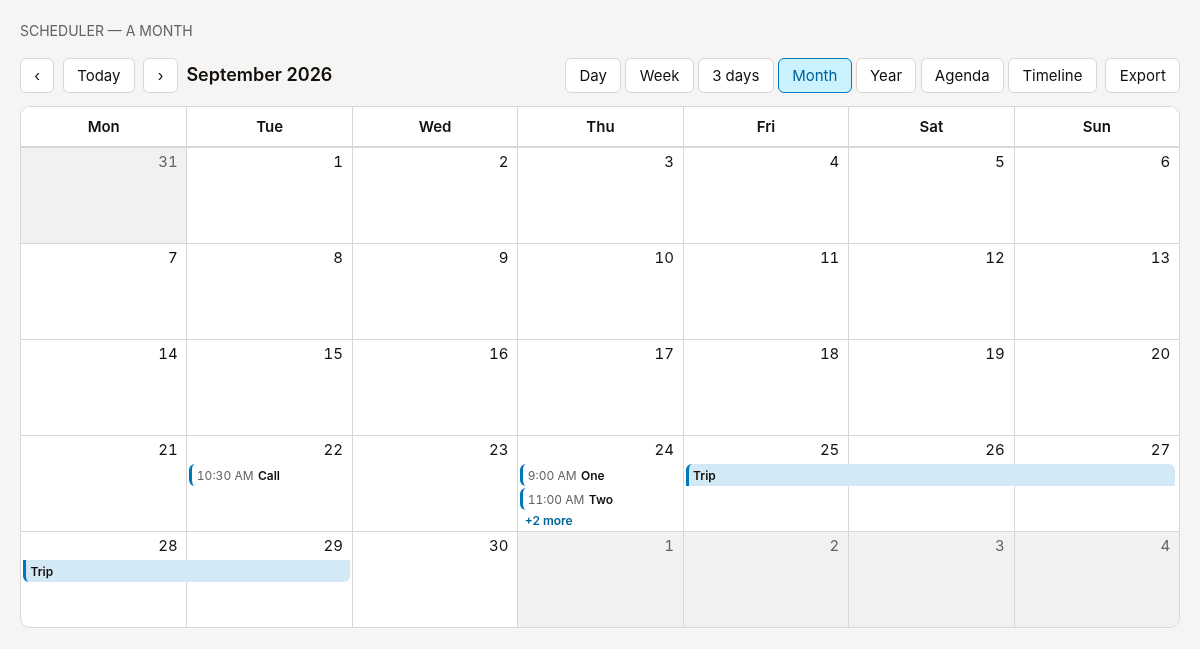 SCHEDULER — A MONTH
‹ Today › September 2026 Day Week 3 days Month Year Agenda Timeline Export
Mon Tue Wed Thu Fri Sat Sun
31 1 2 3 4 5 6
7 8 9 10 11 12 13
14 15 16 17 18 19 20
21 22 23 24 25 26 27
10:30 AM Call 9:00 AM One Trip
11:00 AM Two
+2 more
28 29 30 1 2 3 4
Trip